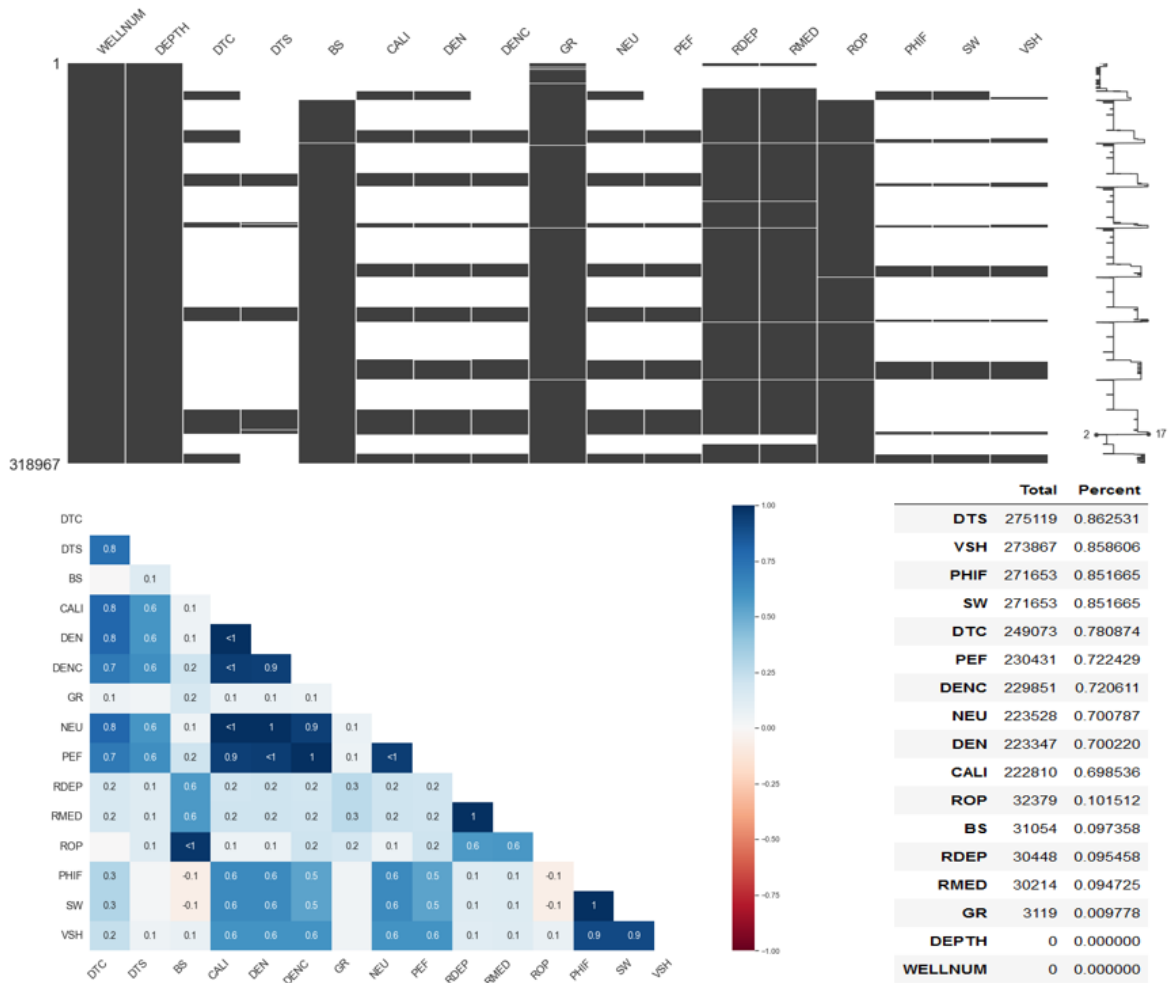 WELLNUM DEPTH DTC DTS BS CALI DEN DENC GR NEU PEF RDEP RMED ROP PHIF SW VSH
1
2 17
318967
DTC
DTS 0.8
BS 0.1
CALI 0.8 0.6 0.1
DEN 0.8 0.6 0.1 <1
DENC 0.7 0.6 0.2 <1 0.9
GR 0.1 0.2 0.1 0.1 0.1
NEU 0.8 0.6 0.1 <1 1 0.9 0.1
PEF 0.7 0.6 0.2 0.9 <1 1 0.1 <1
RDEP 0.2 0.1 0.6 0.2 0.2 0.2 0.3 0.2 0.2
RMED 0.2 0.1 0.6 0.2 0.2 0.2 0.3 0.2 0.2 1
ROP 0.1 <1 0.1 0.1 0.2 0.2 0.1 0.2 0.6 0.6
PHIF 0.3 -0.1 0.6 0.6 0.5 0.6 0.5 0.1 0.1 -0.1
SW 0.3 -0.1 0.6 0.6 0.5 0.6 0.5 0.1 0.1 -0.1 1
VSH 0.2 0.1 0.1 0.6 0.6 0.6 0.6 0.6 0.1 0.1 0.1 0.9 0.9
DTC DTS BS CALI DEN DENC GR NEU PEF RDEP RMED ROP PHIF SW VSH
1.00
0.75
0.50
0.25
0.00
-0.25
-0.50
-0.75
-1.00
Total Percent
DTS 275119 0.862531
VSH 273867 0.858606
PHIF 271653 0.851665
SW 271653 0.851665
DTC 249073 0.780874
PEF 230431 0.722429
DENC 229851 0.720611
NEU 223528 0.700787
DEN 223347 0.700220
CALI 222810 0.698536
ROP 32379 0.101512
BS 31054 0.097358
RDEP 30448 0.095458
RMED 30214 0.094725
GR 3119 0.009778
DEPTH 0 0.000000
WELLNUM 0 0.000000